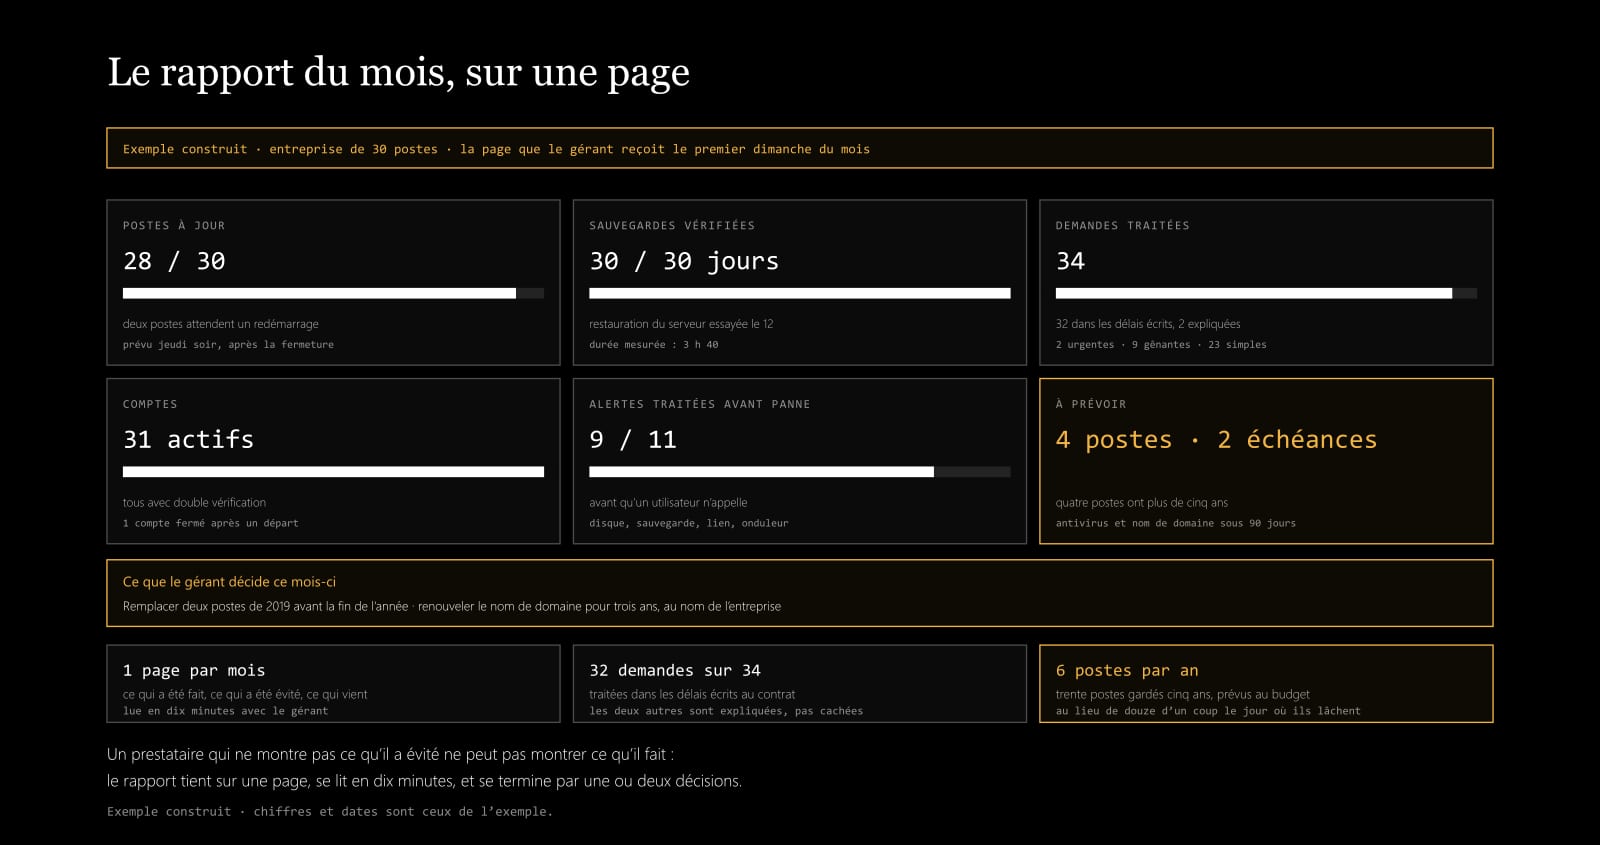 Le rapport du mois, sur une page
Exemple construit · entreprise de 30 postes · la page que le gérant reçoit le premier dimanche du mois
POSTES À JOUR
28 / 30
deux postes attendent un redémarrage
prévu jeudi soir, après la fermeture
SAUVEGARDES VÉRIFIÉES
30 / 30 jours
restauration du serveur essayée le 12
durée mesurée : 3 h 40
DEMANDES TRAITÉES
34
32 dans les délais écrits, 2 expliquées
2 urgentes · 9 gênantes · 23 simples
COMPTES
31 actifs
tous avec double vérification
1 compte fermé après un départ
ALERTES TRAITÉES AVANT PANNE
9 / 11
avant qu'un utilisateur n'appelle
disque, sauvegarde, lien, onduleur
À PRÉVOIR
4 postes · 2 échéances
quatre postes ont plus de cinq ans
antivirus et nom de domaine sous 90 jours
Ce que le gérant décide ce mois-ci
Remplacer deux postes de 2019 avant la fin de l'année · renouveler le nom de domaine pour trois ans, au nom de l'entreprise
1 page par mois
ce qui a été fait, ce qui a été évité, ce qui vient
lue en dix minutes avec le gérant
32 demandes sur 34
traitées dans les délais écrits au contrat
les deux autres sont expliquées, pas cachées
6 postes par an
trente postes gardés cinq ans, prévus au budget
au lieu de douze d'un coup le jour où ils lâchent
Un prestataire qui ne montre pas ce qu'il a évité ne peut pas montrer ce qu'il fait :
le rapport tient sur une page, se lit en dix minutes, et se termine par une ou deux décisions.
Exemple construit · chiffres et dates sont ceux de l'exemple.